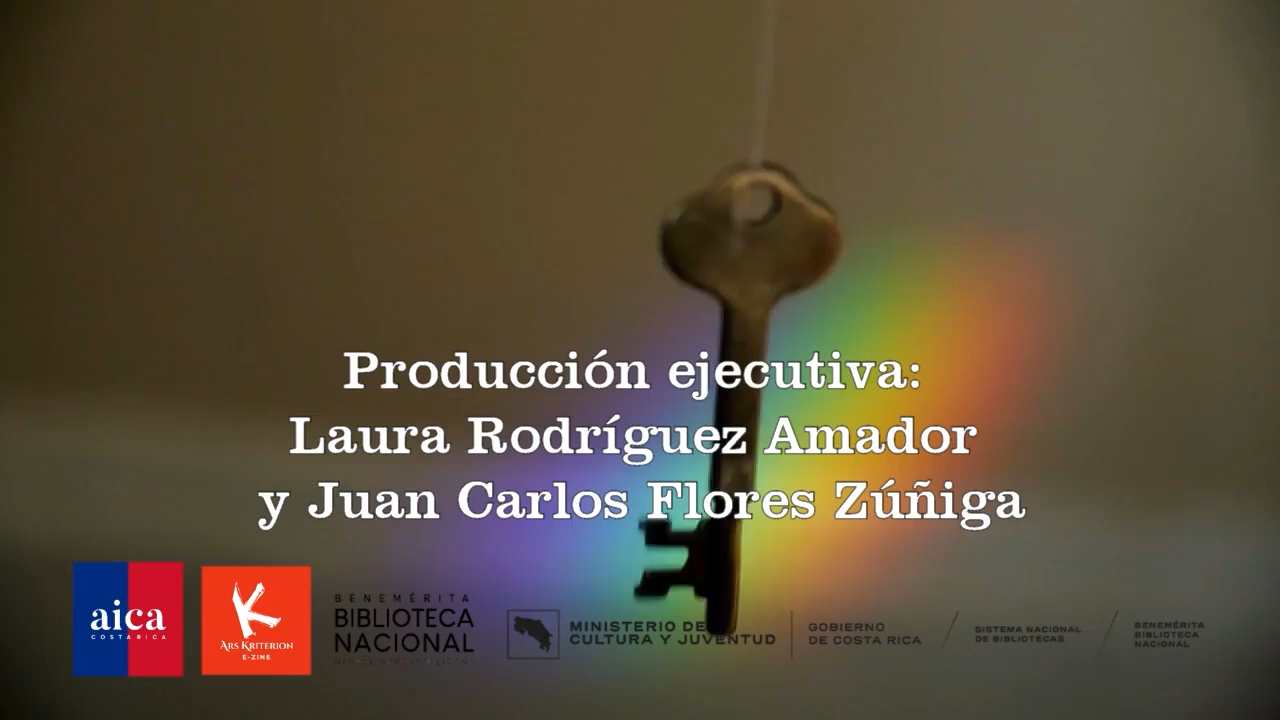 Producción ejecutiva:
Laura Rodríguez Amador
y Juan Carlos Flores Zúñiga
aica
COSTA RICA
K
ARS KRITERION
E-ZINE
BENEMÉRITA
BIBLIOTECA
NACIONAL
MINISTERIO DE
CULTURA Y JUVENTUD
GOBIERNO
DE COSTA RICA
SISTEMA NACIONAL
DE BIBLIOTECAS
BENEMÉRITA
BIBLIOTECA
NACIONAL